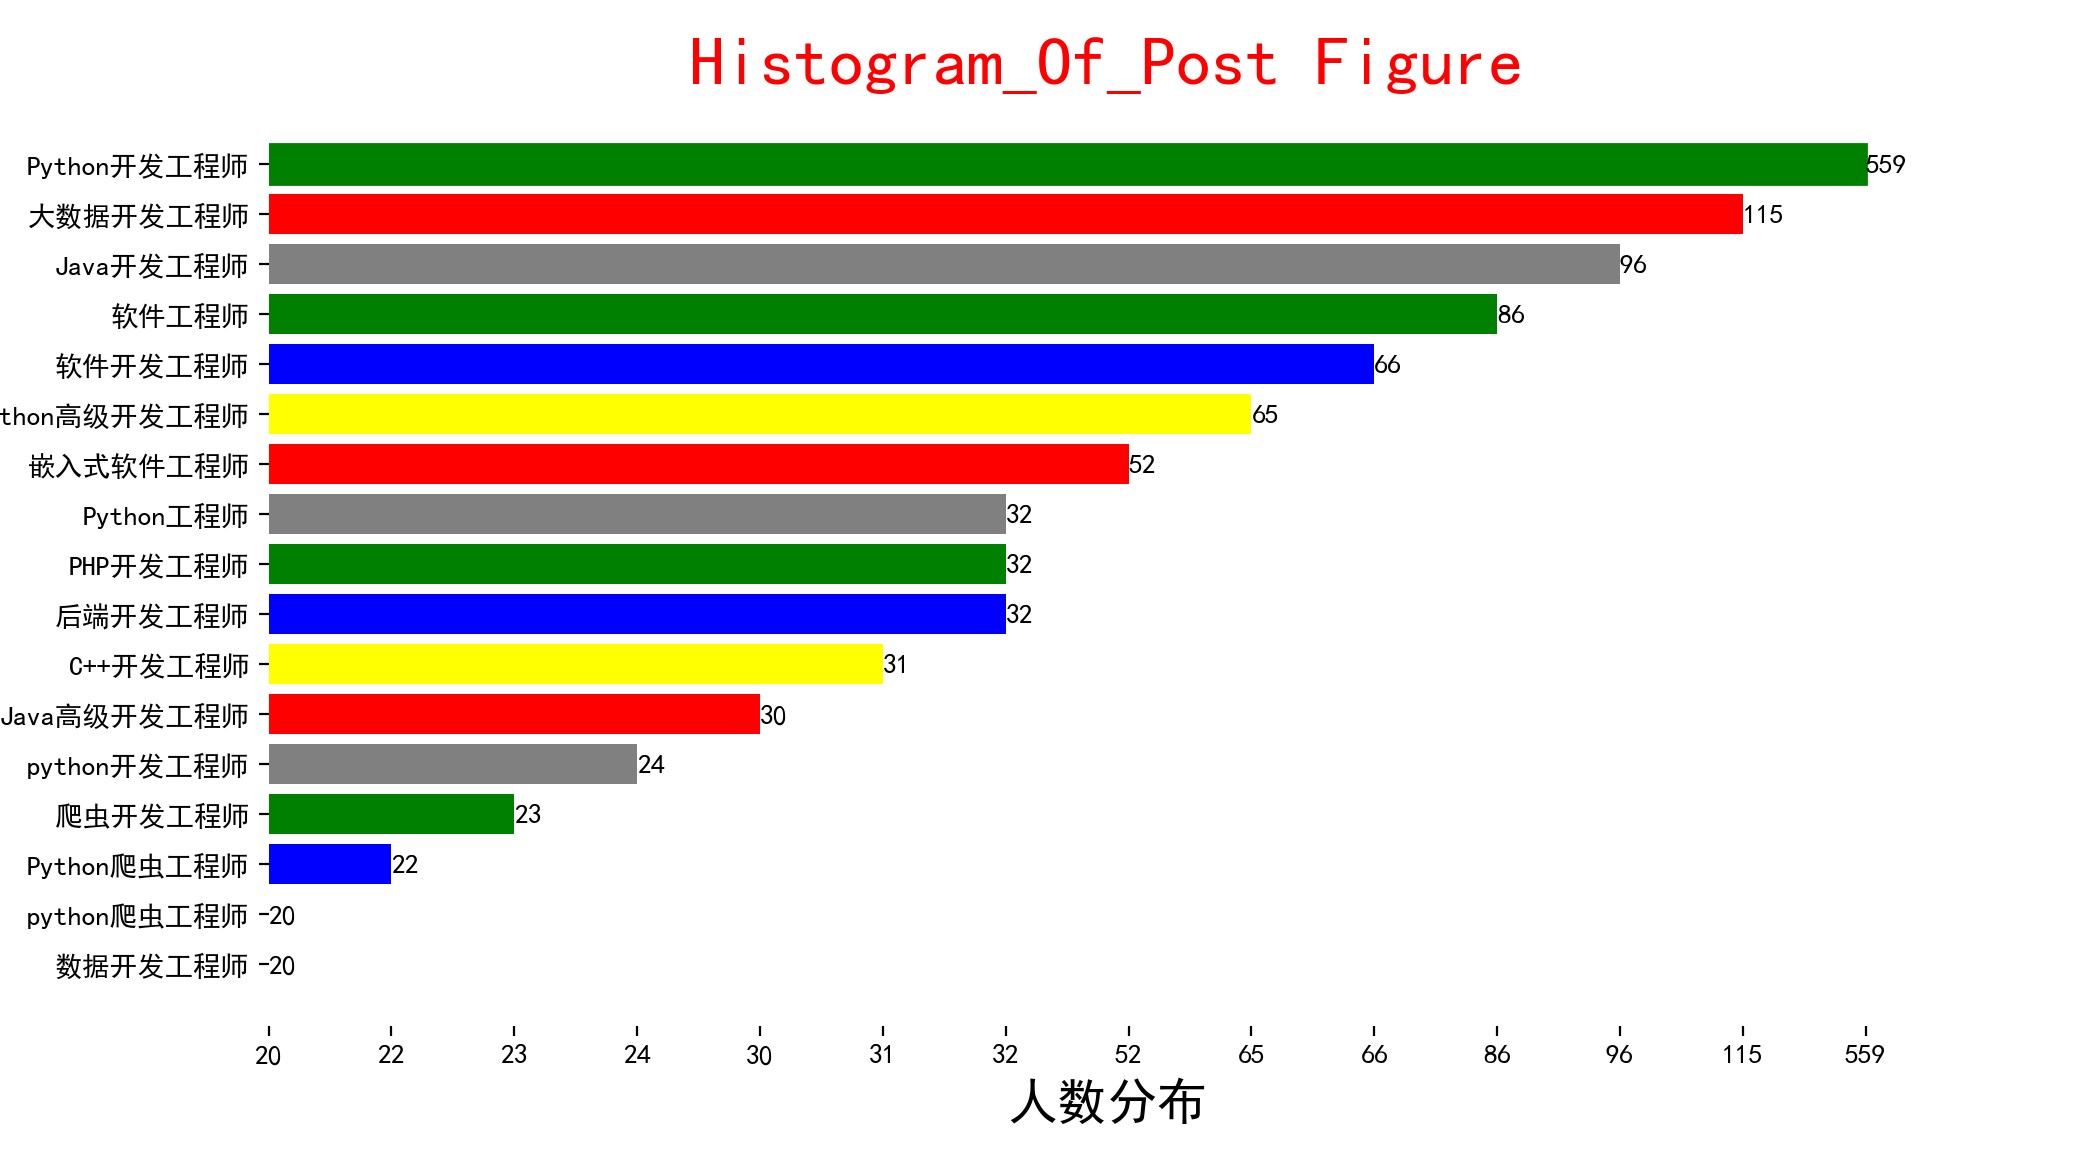 Histogram_Of_Post Figure
Python开发工程师 559
大数据开发工程师 115
Java开发工程师 96
软件工程师 86
软件开发工程师 66
thon高级开发工程师 65
嵌入式软件工程师 52
Python工程师 32
PHP开发工程师 32
后端开发工程师 32
C++开发工程师 31
Java高级开发工程师 30
python开发工程师 24
爬虫开发工程师 23
Python爬虫工程师 22
python爬虫工程师 20
数据开发工程师 20
20 22 23 24 30 31 32 52 65 66 86 96 115 559
人数分布